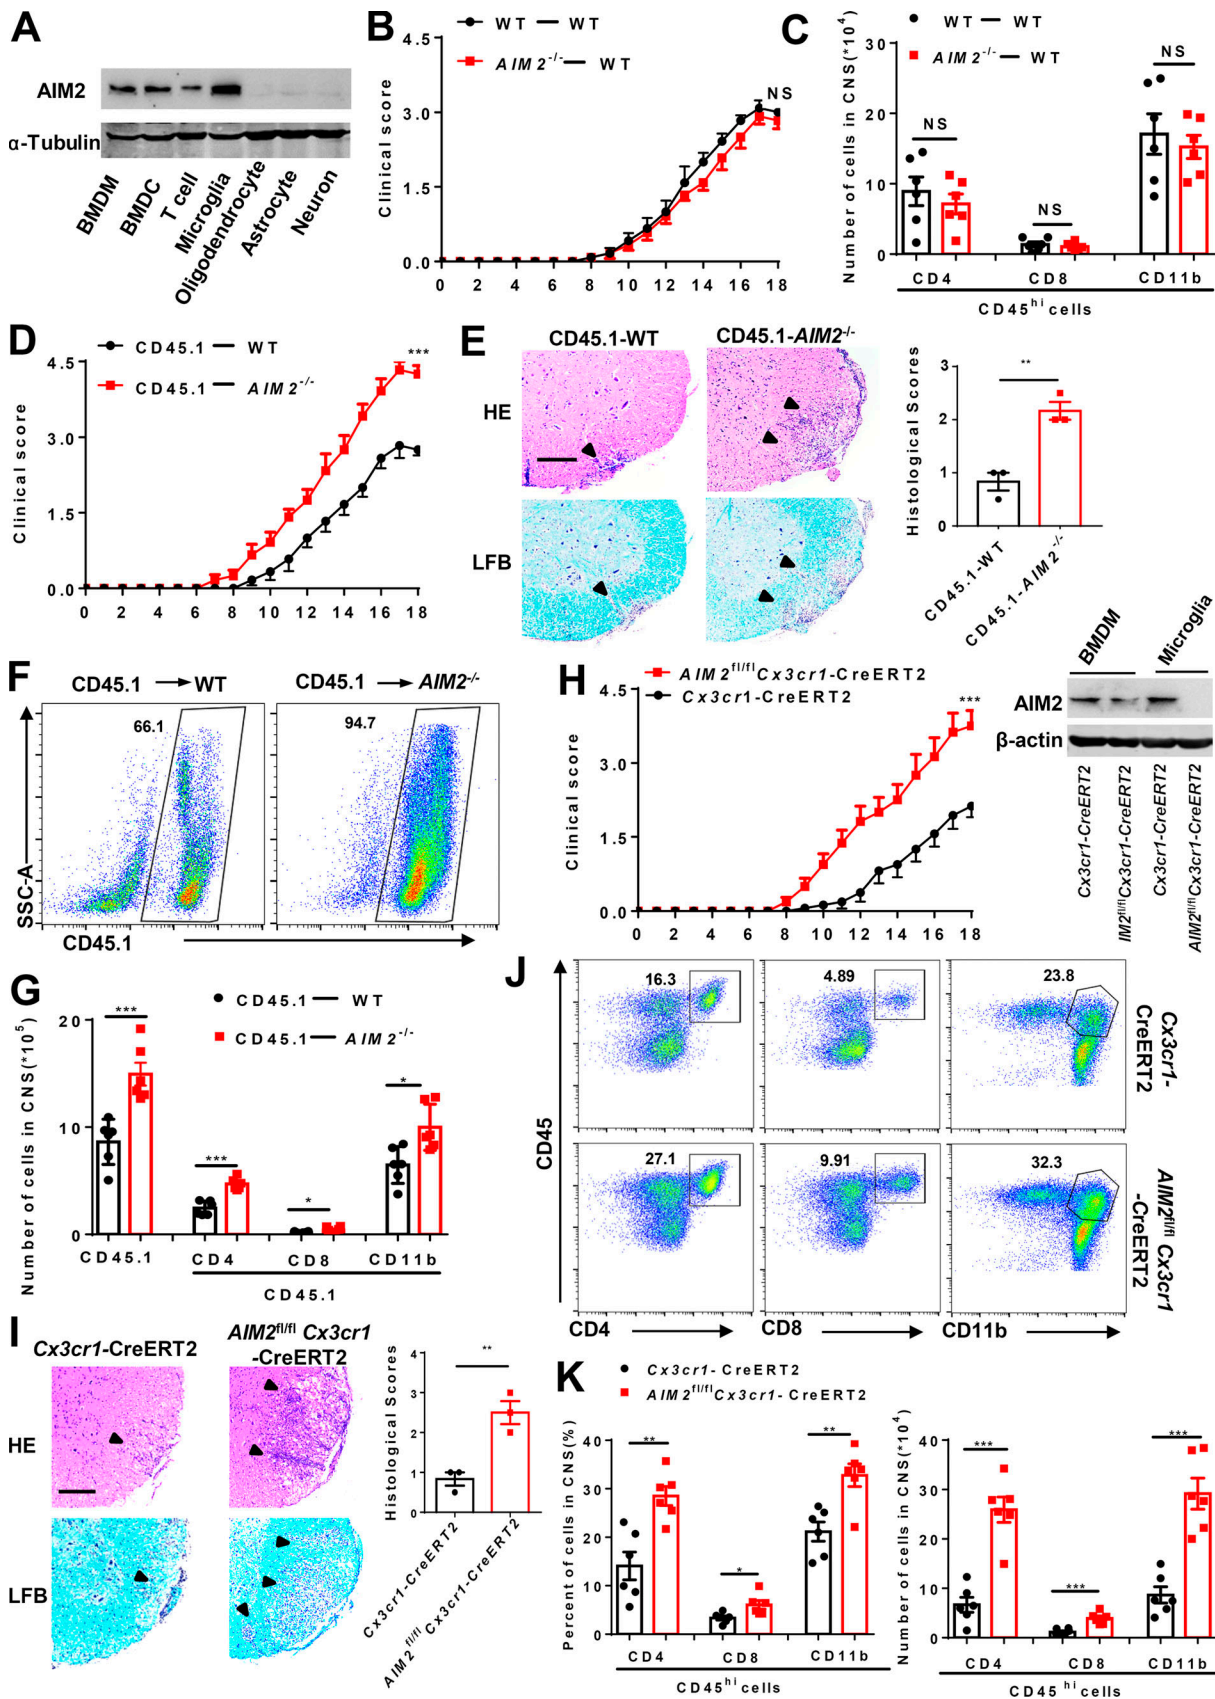 A
AIM2
α-Tubulin
BMDM
BMDC
T cell
Microglia
Oligodendrocyte
Astrocyte
Neuron
B
WT — WT
AIM2-/- — WT
Clinical score
4.5
3.0
1.5
0.0
NS
0 2 4 6 8 10 12 14 16 18
C
WT — WT
AIM2-/- — WT
Number of cells in CNS(*10⁴)
30
20
10
0
NS
NS
NS
CD4 CD8 CD11b
CD45hi cells
D
CD45.1 — WT
CD45.1 — AIM2-/-
Clinical score
4.5
3.0
1.5
0.0
***
0 2 4 6 8 10 12 14 16 18
E
CD45.1-WT
CD45.1-AIM2-/-
HE
LFB
Histological Scores
3
2
1
0
**
CD45.1-WT
CD45.1-AIM2-/-
F
CD45.1 → WT
CD45.1 → AIM2-/-
66.1
94.7
SSC-A
CD45.1
G
CD45.1 — WT
CD45.1 — AIM2-/-
Number of cells in CNS(*10⁵)
20
10
0
***
***
*
*
CD45.1
CD4 CD8 CD11b
CD45.1
H
AIM2fl/flCx3cr1-CreERT2
Cx3cr1-CreERT2
Clinical score
4.5
3.0
1.5
0.0
***
0 2 4 6 8 10 12 14 16 18
BMDM
Microglia
AIM2
β-actin
Cx3cr1-CreERT2
IM2fl/flCx3cr1-CreERT2
Cx3cr1-CreERT2
AIM2fl/flCx3cr1-CreERT2
I
Cx3cr1-CreERT2
AIM2fl/fl Cx3cr1
-CreERT2
HE
LFB
Histological Scores
4
3
2
1
0
**
Cx3cr1-CreERT2
AIM2fl/flCx3cr1-CreERT2
J
16.3
4.89
23.8
Cx3cr1-
CreERT2
CD45
27.1
9.91
32.3
AIM2fl/fl Cx3cr1
-CreERT2
CD4
CD8
CD11b
K
Cx3cr1- CreERT2
AIM2fl/flCx3cr1- CreERT2
Percent of cells in CNS(%)
40
30
20
10
0
**
*
**
CD4 CD8 CD11b
CD45hi cells
Number of cells in CNS(*10⁴)
40
30
20
10
0
***
***
***
CD4 CD8 CD11b
CD45hi cells